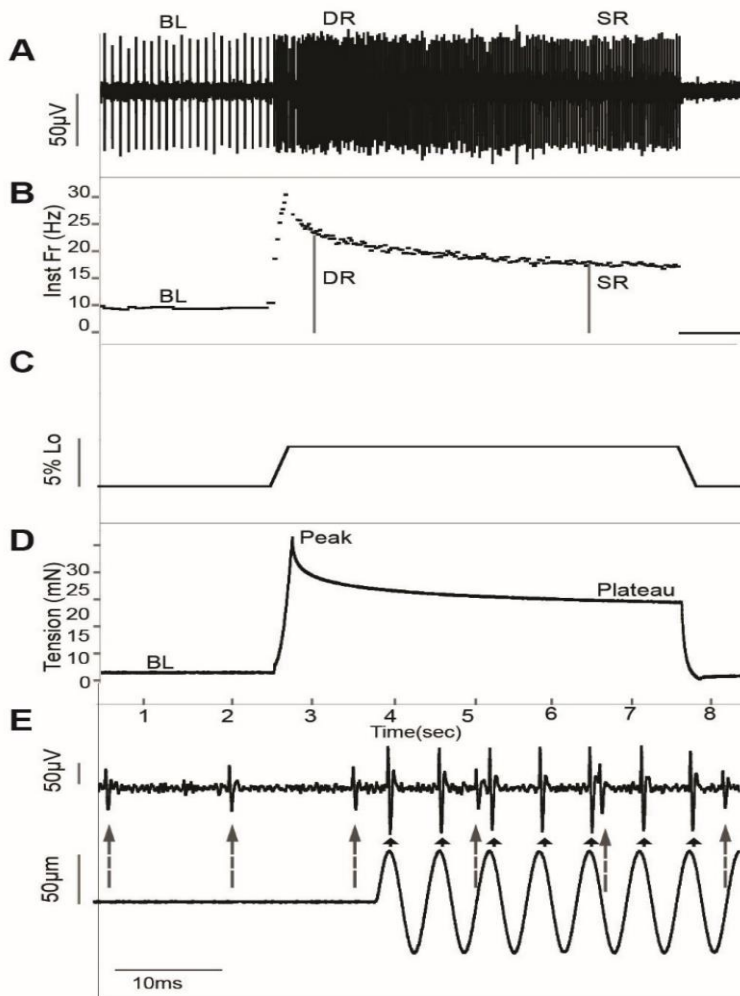 BL DR SR
A
50µV
B
Inst Fr (Hz)
30
25
20
15
10
0
BL
DR
SR
C
5% Lo
D
Tension (mN)
30
25
20
15
10
5
0
Peak
Plateau
BL
1 2 3 4 5 6 7 8
Time(sec)
E
50µV
50µm
10ms